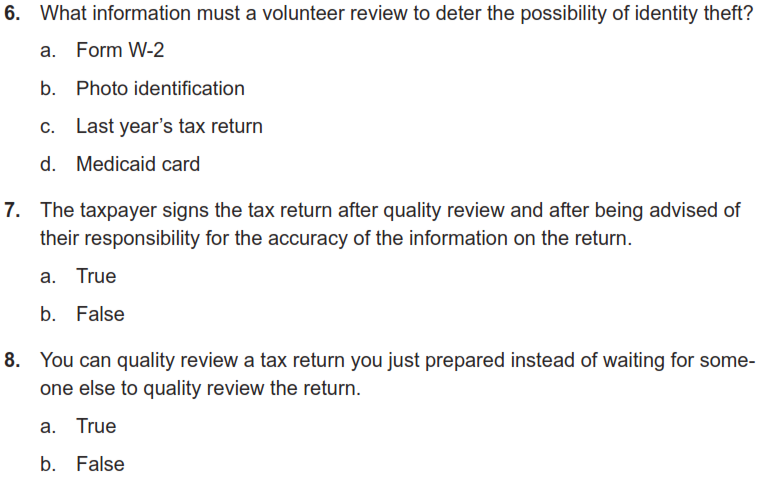 6. What information must a volunteer review to deter the possibility of identity theft?
a. Form W-2
b. Photo identification
c. Last year’s tax return
d. Medicaid card
7. The taxpayer signs the tax return after quality review and after being advised of
their responsibility for the accuracy of the information on the return.
a. True
b. False
8. You can quality review a tax return you just prepared instead of waiting for some-
one else to quality review the return.
a. True
b. False